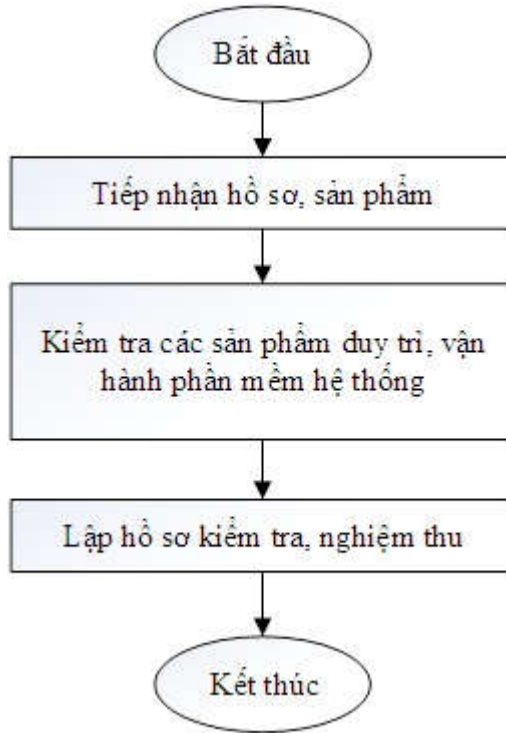 Bắt đầu
Tiếp nhận hồ sơ, sản phẩm
Kiểm tra các sản phẩm duy trì, vận
hành phần mềm hệ thống
Lập hồ sơ kiểm tra, nghiệm thu
Kết thúc